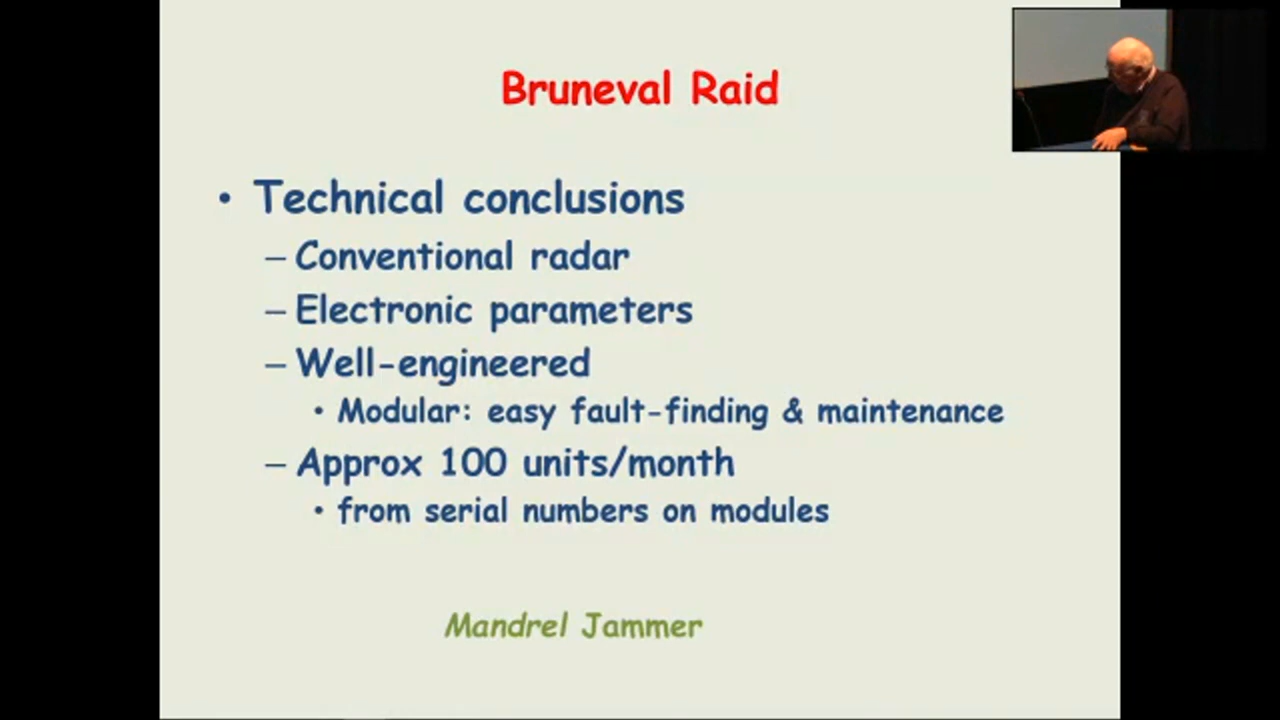 Bruneval Raid
• Technical conclusions
– Conventional radar
– Electronic parameters
– Well-engineered
• Modular: easy fault-finding & maintenance
– Approx 100 units/month
• from serial numbers on modules
Mandrel Jammer